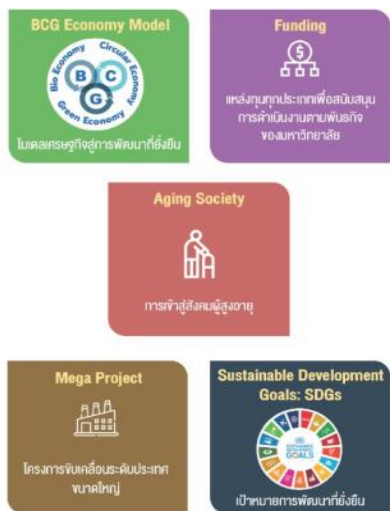 BCG Economy Model
Bio Economy
Circular Economy
Green Economy
B
C
G
โมเดลเศรษฐกิจสู่การพัฒนาที่ยั่งยืน
Funding
$
แหล่งทุนทุกประเภทเพื่อสนับสนุน
การดำเนินงานตามพันธกิจ
ของมหาวิทยาลัย
Aging Society
การเข้าสู่สังคมผู้สูงอายุ
Mega Project
โครงการขับเคลื่อนระดับประเทศ
ขนาดใหญ่
Sustainable Development
Goals: SDGs
SUSTAINABLE
DEVELOPMENT
GOALS
เป้าหมายการพัฒนาที่ยั่งยืน